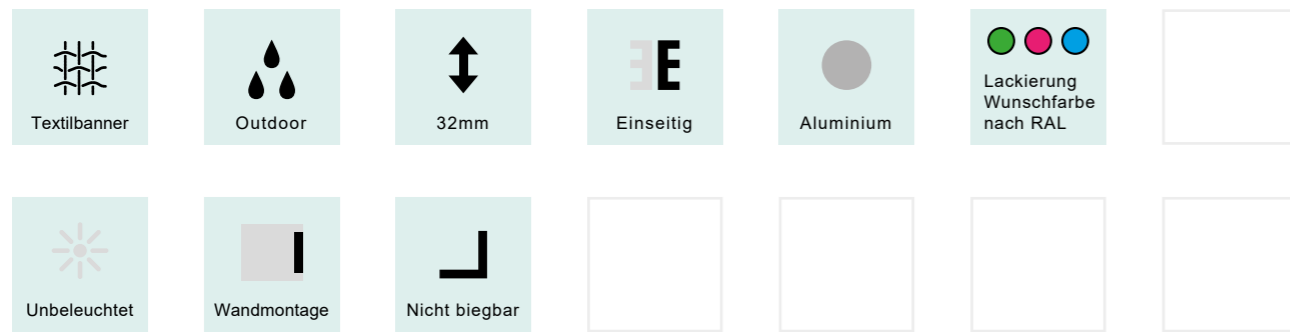 Textilbanner
Outdoor
32mm
Einseitig
Aluminium
Lackierung
Wunschfarbe
nach RAL
Unbeleuchtet
Wandmontage
Nicht biegbar